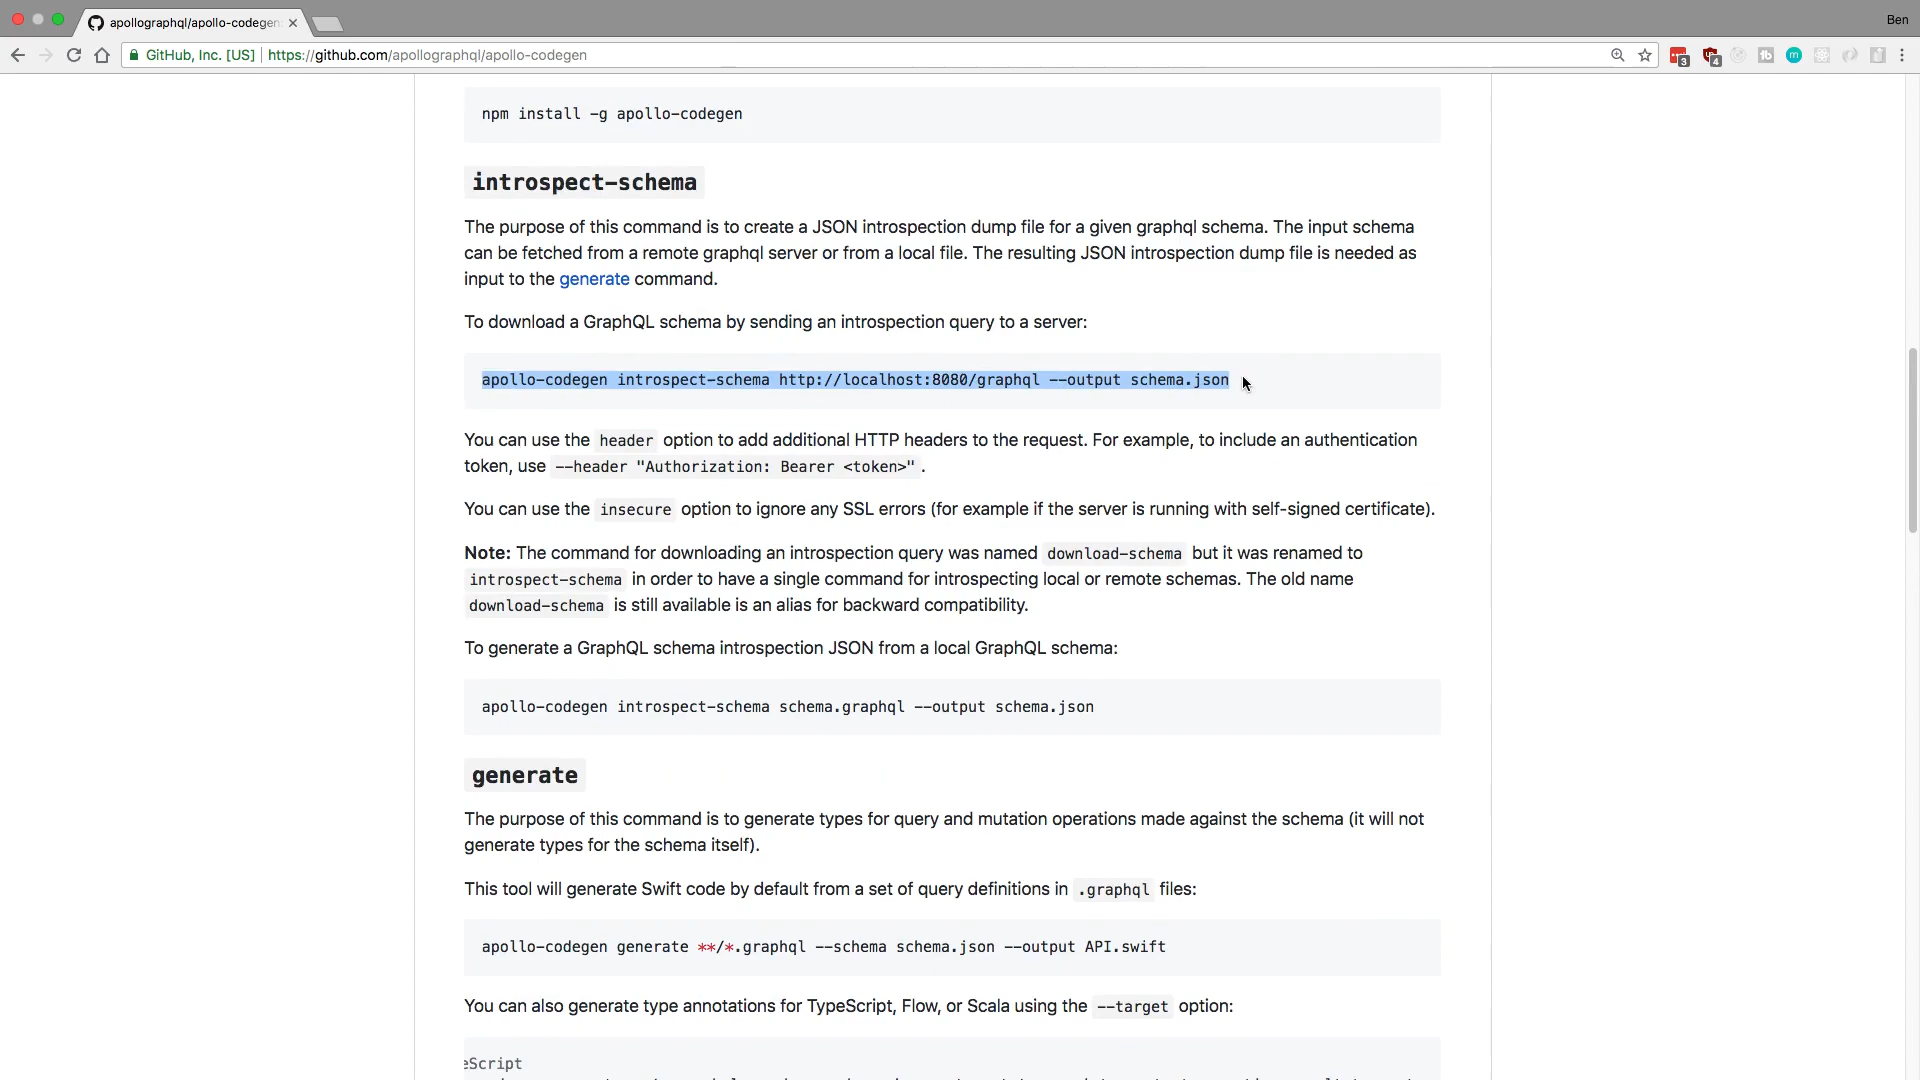 apollographql/apollo-codegen
Ben
GitHub, Inc. [US] | https://github.com/apollographql/apollo-codegen
3
4
npm install -g apollo-codegen
introspect-schema
The purpose of this command is to create a JSON introspection dump file for a given graphql schema. The input schema
can be fetched from a remote graphql server or from a local file. The resulting JSON introspection dump file is needed as
input to the generate command.
To download a GraphQL schema by sending an introspection query to a server:
apollo-codegen introspect-schema http://localhost:8080/graphql --output schema.json
You can use the header option to add additional HTTP headers to the request. For example, to include an authentication
token, use --header "Authorization: Bearer <token>" .
You can use the insecure option to ignore any SSL errors (for example if the server is running with self-signed certificate).
Note: The command for downloading an introspection query was named download-schema but it was renamed to
introspect-schema in order to have a single command for introspecting local or remote schemas. The old name
download-schema is still available is an alias for backward compatibility.
To generate a GraphQL schema introspection JSON from a local GraphQL schema:
apollo-codegen introspect-schema schema.graphql --output schema.json
generate
The purpose of this command is to generate types for query and mutation operations made against the schema (it will not
generate types for the schema itself).
This tool will generate Swift code by default from a set of query definitions in .graphql files:
apollo-codegen generate **/*.graphql --schema schema.json --output API.swift
You can also generate type annotations for TypeScript, Flow, or Scala using the --target option:
eScript